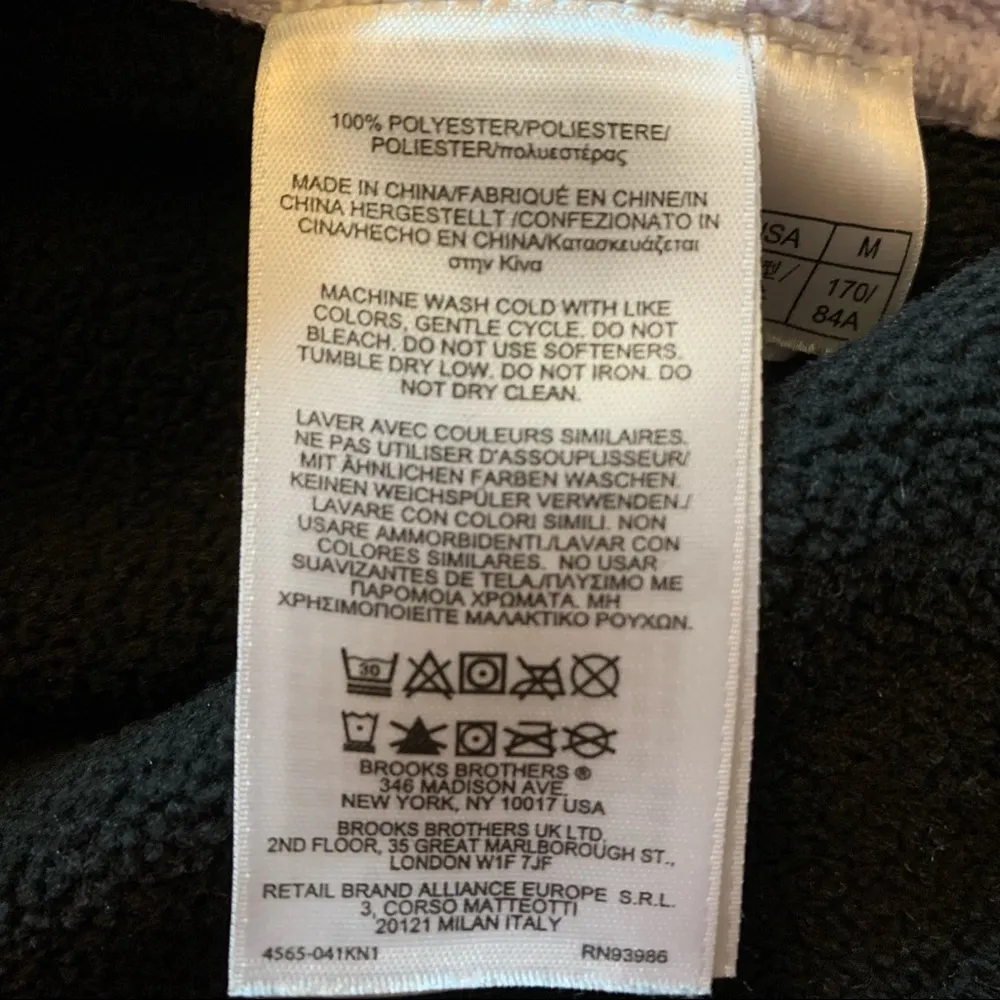 100% POLYESTER/POLIESTERE/
POLIESTER/πολυεστέρας
MADE IN CHINA/FABRIQUÉ EN CHINE/IN
CHINA HERGESTELLT /CONFEZIONATO IN
CINA/HECHO EN CHINA/Κατασκευάζεται
στην Κίνα
MACHINE WASH COLD WITH LIKE
COLORS, GENTLE CYCLE. DO NOT
BLEACH. DO NOT USE SOFTENERS.
TUMBLE DRY LOW. DO NOT IRON. DO
NOT DRY CLEAN.
LAVER AVEC COULEURS SIMILAIRES.
NE PAS UTILISER D'ASSOUPLISSEUR/
MIT ÄHNLICHEN FARBEN WASCHEN.
KEINEN WEICHSPÜLER VERWENDEN./
LAVARE CON COLORI SIMILI. NON
USARE AMMORBIDENTI./LAVAR CON
COLORES SIMILARES. NO USAR
SUAVIZANTES DE TELA./ΠΛΥΣΙΜΟ ΜΕ
ΠΑΡΟΜΟΙΑ ΧΡΩΜΑΤΑ. ΜΗ
ΧΡΗΣΙΜΟΠΟΙΕΙΤΕ ΜΑΛΑΚΤΙΚΟ ΡΟΥΧΩΝ.
30
BROOKS BROTHERS ®
346 MADISON AVE.
NEW YORK, NY 10017 USA
BROOKS BROTHERS UK LTD.
2ND FLOOR, 35 GREAT MARLBOROUGH ST.,
LONDON W1F 7JF
RETAIL BRAND ALLIANCE EUROPE S.R.L.
3, CORSO MATTEOTTI
20121 MILAN ITALY
4565-041KN1 RN93986
USA M
型/ 170/
84A